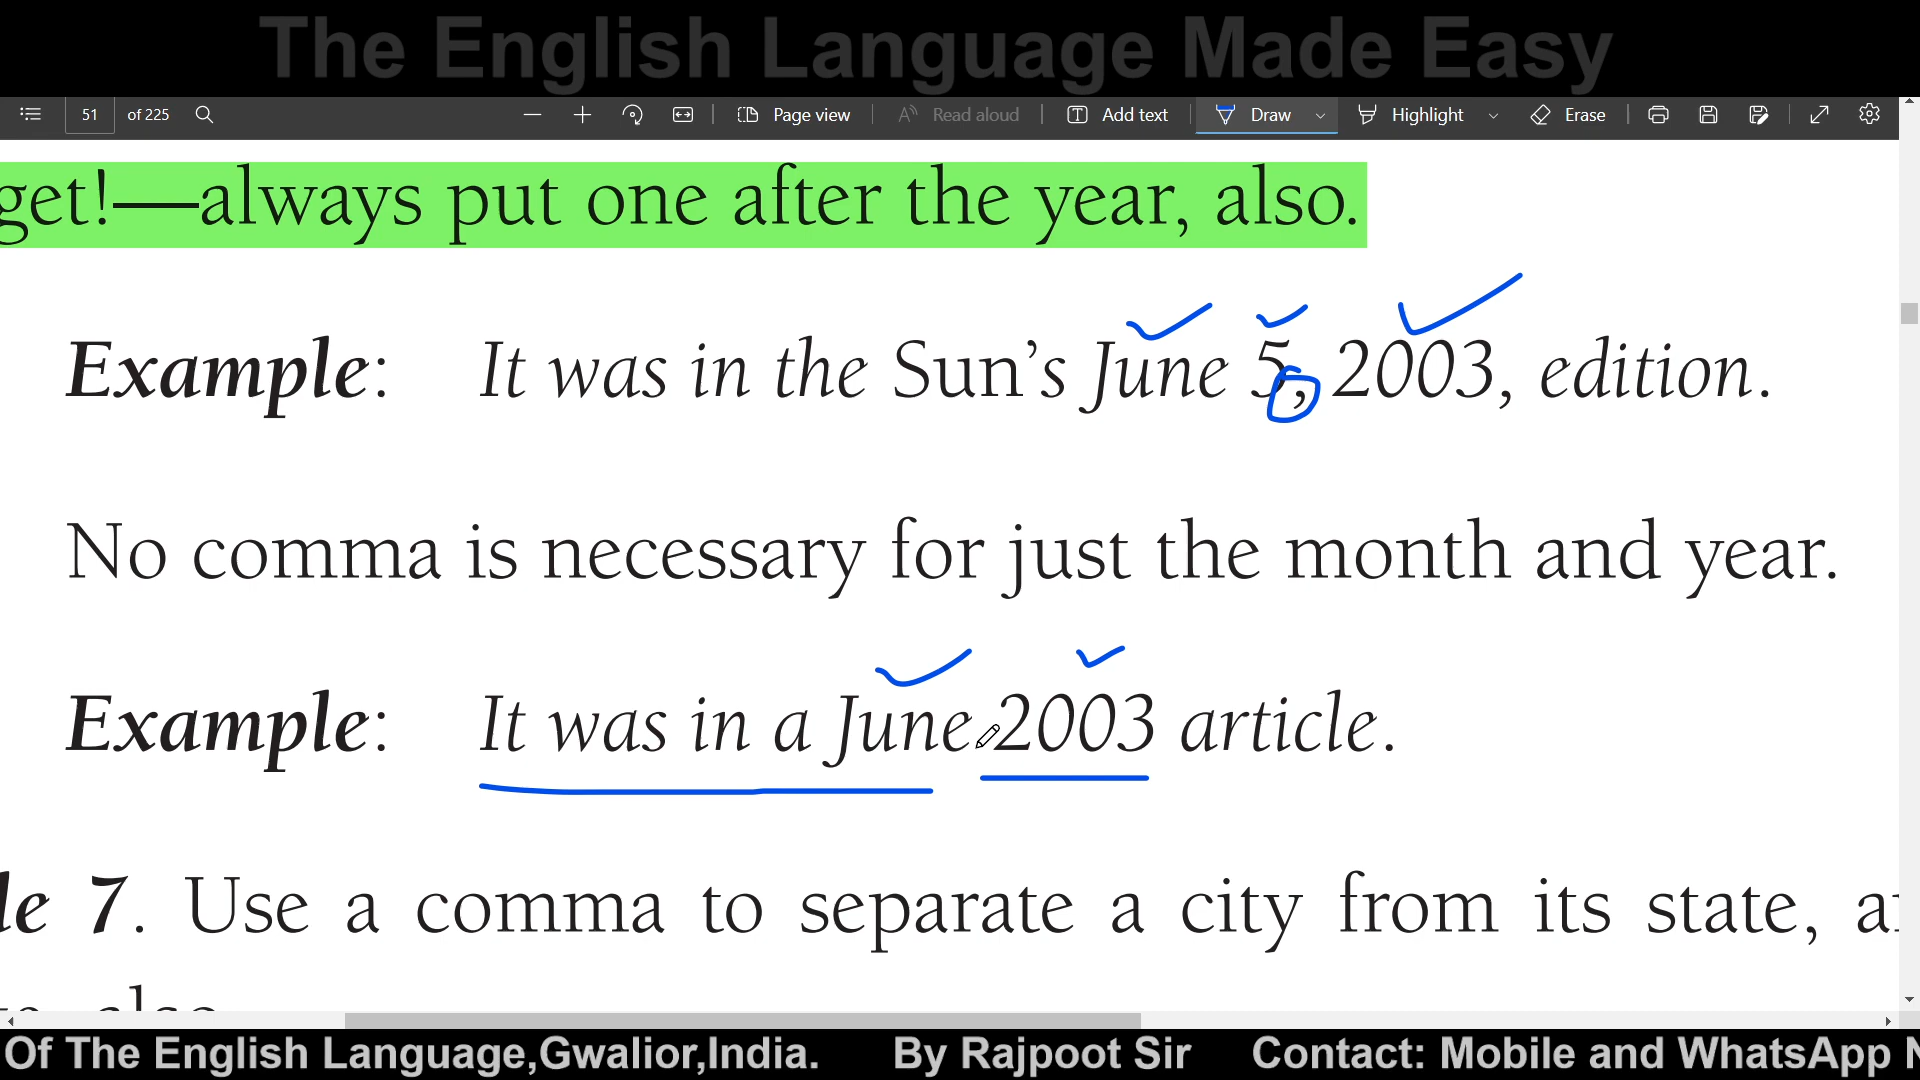 The English Language Made Easy
51 of 225 Page view Read aloud Add text Draw Highlight Erase
get!—always put one after the year, also.
Example: It was in the Sun’s June 5, 2003, edition.
No comma is necessary for just the month and year.
Example: It was in a June 2003 article.
le 7. Use a comma to separate a city from its state, a
also
Of The English Language,Gwalior,India. By Rajpoot Sir Contact: Mobile and WhatsApp N